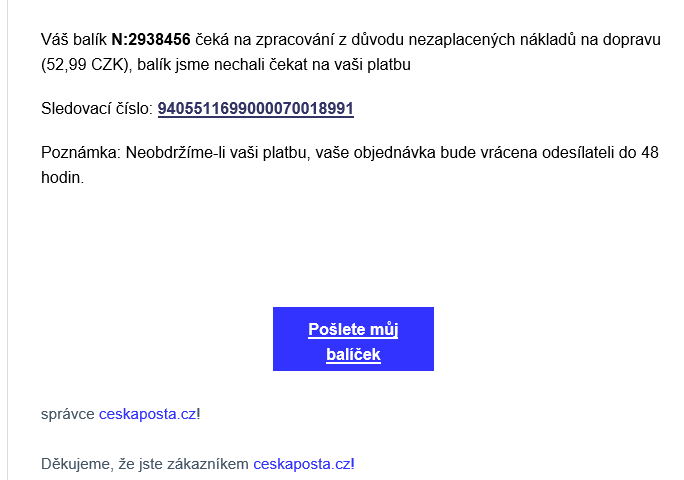 Váš balík N:2938456 čeká na zpracování z důvodu nezaplacených nákladů na dopravu
(52,99 CZK), balík jsme nechali čekat na vaši platbu
Sledovací číslo: 9405511699000070018991
Poznámka: Neobdržíme-li vaši platbu, vaše objednávka bude vrácena odesílateli do 48
hodin.
Pošlete můj
balíček
správce ceskaposta.cz!
Děkujeme, že jste zákazníkem ceskaposta.cz!